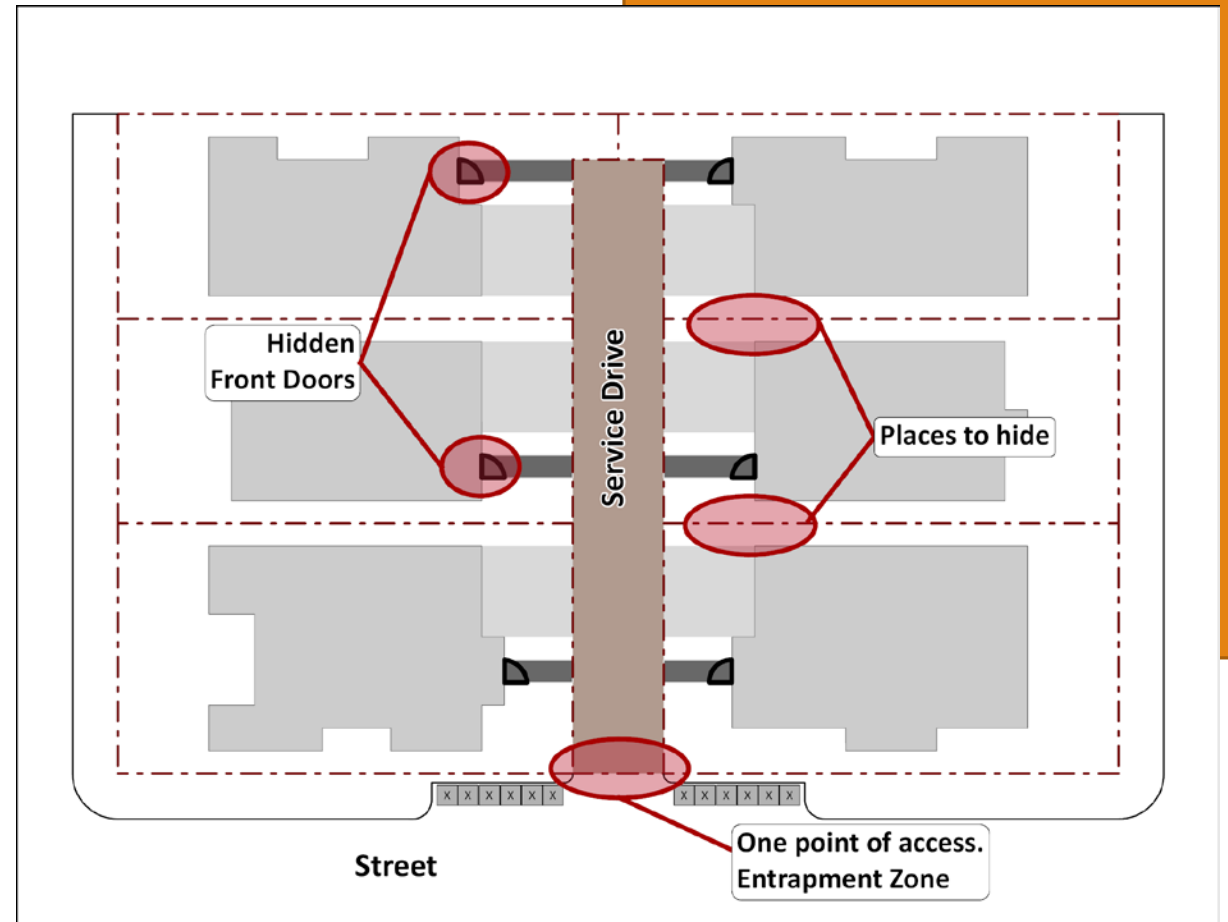 Hidden
Front Doors
Service Drive
Places to hide
X X X X X X
X X X X X X
One point of access.
Entrapment Zone
Street